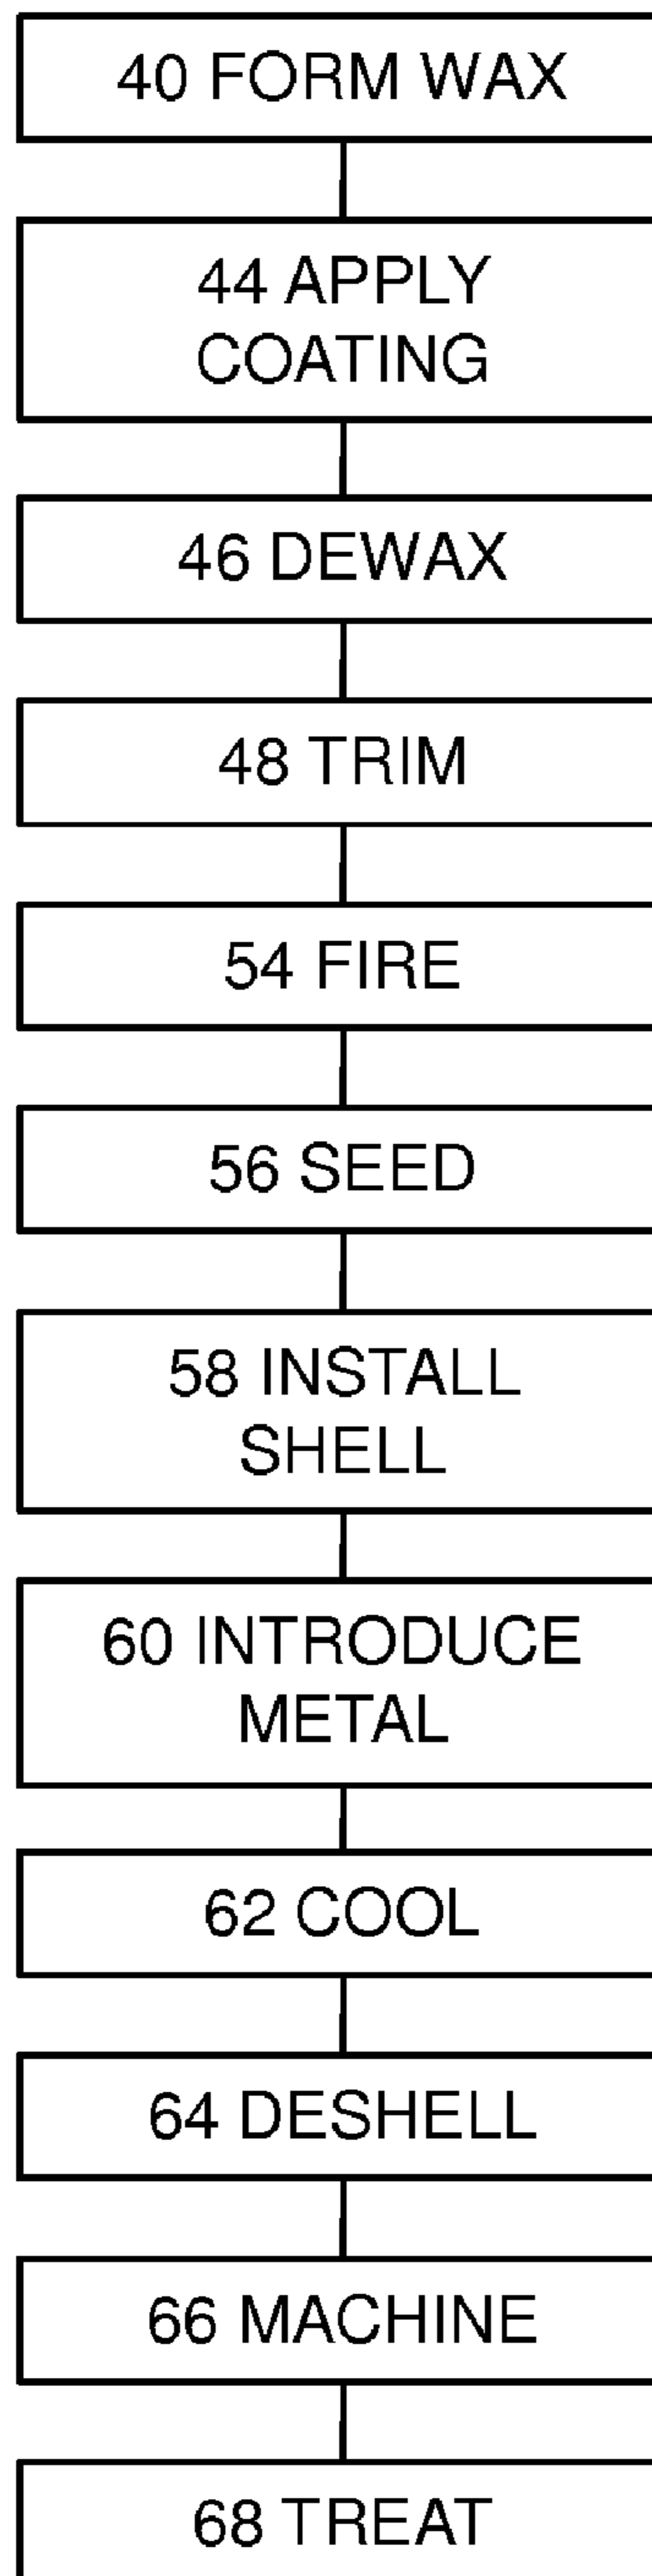 40 FORM WAX
44 APPLY
COATING
46 DEWAX
48 TRIM
54 FIRE
56 SEED
58 INSTALL
SHELL
60 INTRODUCE
METAL
62 COOL
64 DESHELL
66 MACHINE
68 TREAT